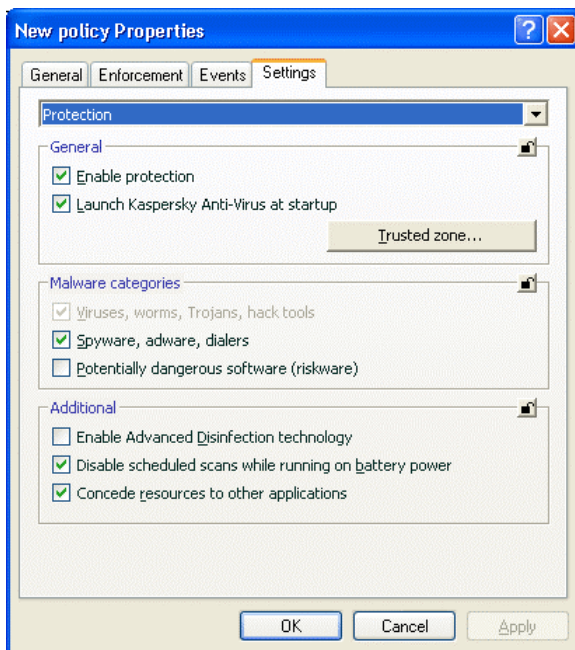 New policy Properties
General Enforcement Events Settings
Protection
General
Enable protection
Launch Kaspersky Anti-Virus at startup
Trusted zone...
Malware categories
Viruses, worms, Trojans, hack tools
Spyware, adware, dialers
Potentially dangerous software (riskware)
Additional
Enable Advanced Disinfection technology
Disable scheduled scans while running on battery power
Concede resources to other applications
OK Cancel Apply